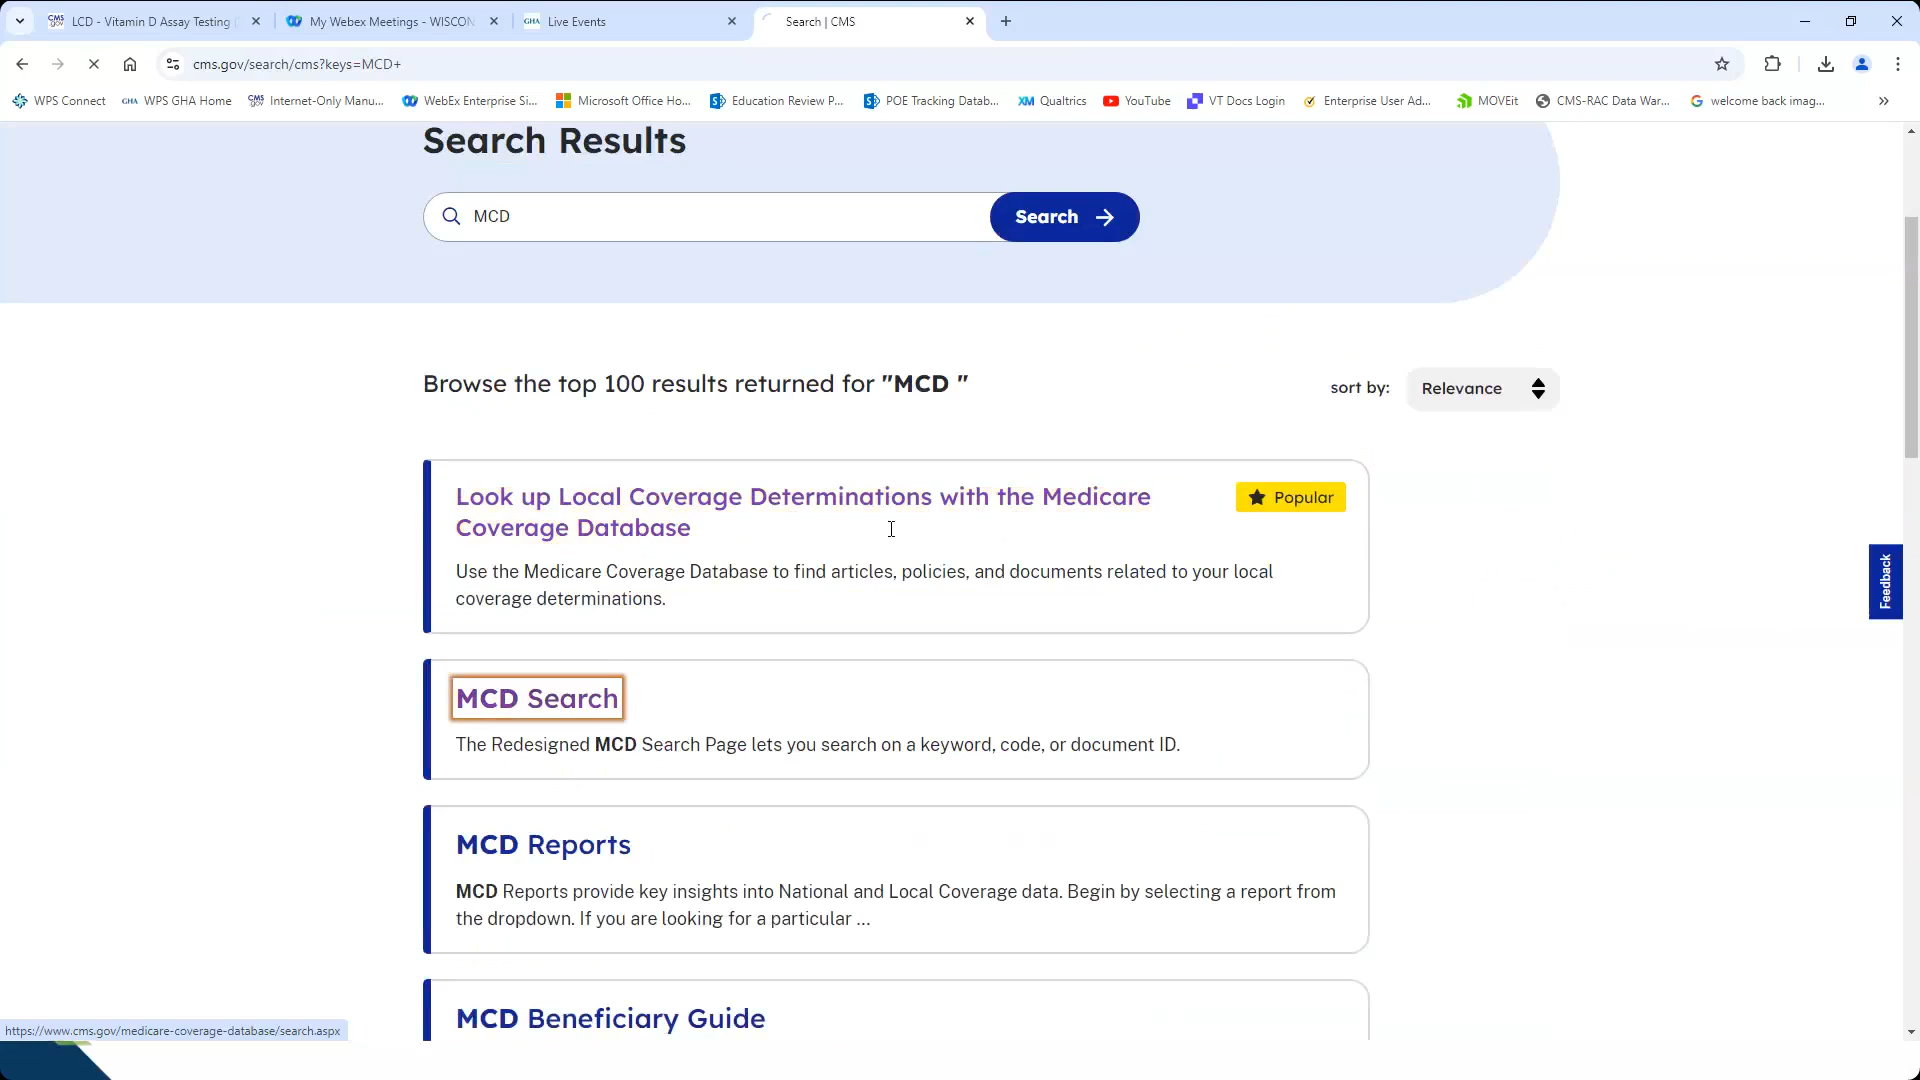 LCD - Vitamin D Assay Testing
My Webex Meetings - WISCON
GHA Live Events
Search | CMS
cms.gov/search/cms?keys=MCD+
WPS Connect
GHA WPS GHA Home
CMS Internet-Only Manu...
WebEx Enterprise Si...
Microsoft Office Ho...
Education Review P...
POE Tracking Datab...
XM Qualtrics
YouTube
VT Docs Login
Enterprise User Ad...
MOVEit
CMS-RAC Data War...
welcome back imag...
Search Results
MCD
Search
Browse the top 100 results returned for "MCD "
sort by: Relevance
Look up Local Coverage Determinations with the Medicare
Coverage Database
Popular
Use the Medicare Coverage Database to find articles, policies, and documents related to your local
coverage determinations.
Feedback
MCD Search
The Redesigned MCD Search Page lets you search on a keyword, code, or document ID.
MCD Reports
MCD Reports provide key insights into National and Local Coverage data. Begin by selecting a report from
the dropdown. If you are looking for a particular ...
MCD Beneficiary Guide
https://www.cms.gov/medicare-coverage-database/search.aspx